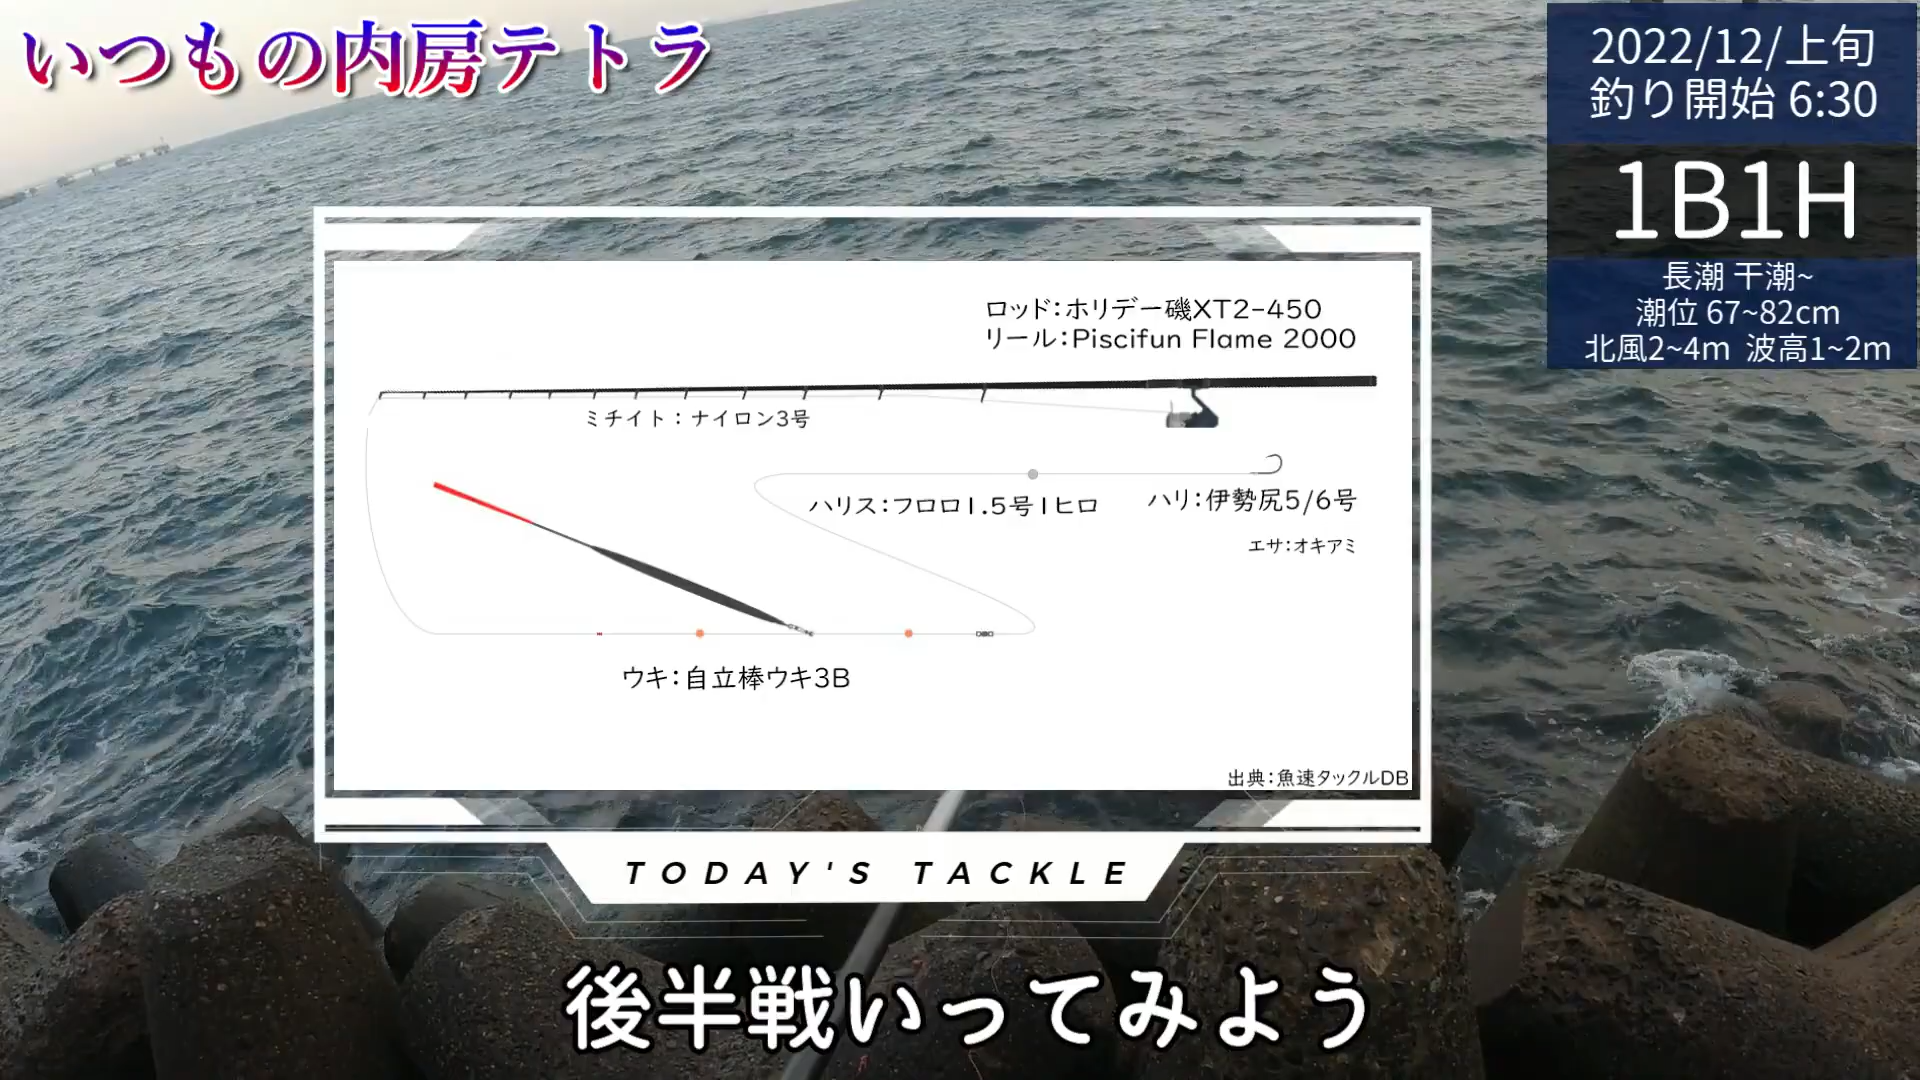 いつもの内房テトラ
2022/12/上旬
釣り開始 6:30
1B1H
長潮 干潮~
潮位 67~82cm
北風2~4m 波高1~2m
ロッド:ホリデー磯XT2-450
リール:Piscifun Flame 2000
ミチイト:ナイロン3号
ハリス:フロロ1.5号1ヒロ
ハリ:伊勢尻5/6号
エサ:オキアミ
ウキ:自立棒ウキ3B
出典:魚速タックルDB
TODAY'S TACKLE
後半戦いってみよう